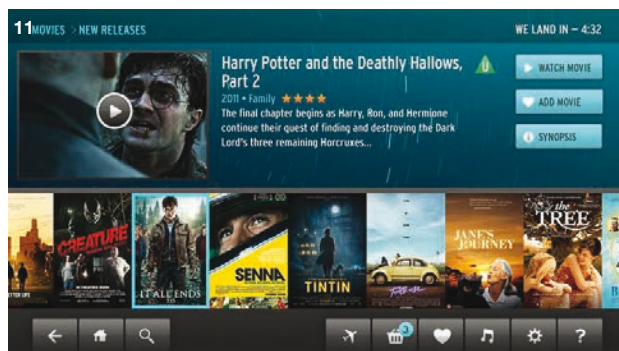 11
MOVIES > NEW RELEASES
WE LAND IN – 4:32
Harry Potter and the Deathly Hallows,
Part 2
2011 • Family
The final chapter begins as Harry, Ron, and Hermione
continue their quest of finding and destroying the Dark
Lord's three remaining Horcruxes...
WATCH MOVIE
ADD MOVIE
SYNOPSIS
CREATURE
IT ALL ENDS
SENNA
TINTIN
JANE'S
JOURNEY
the
TREE
3
?